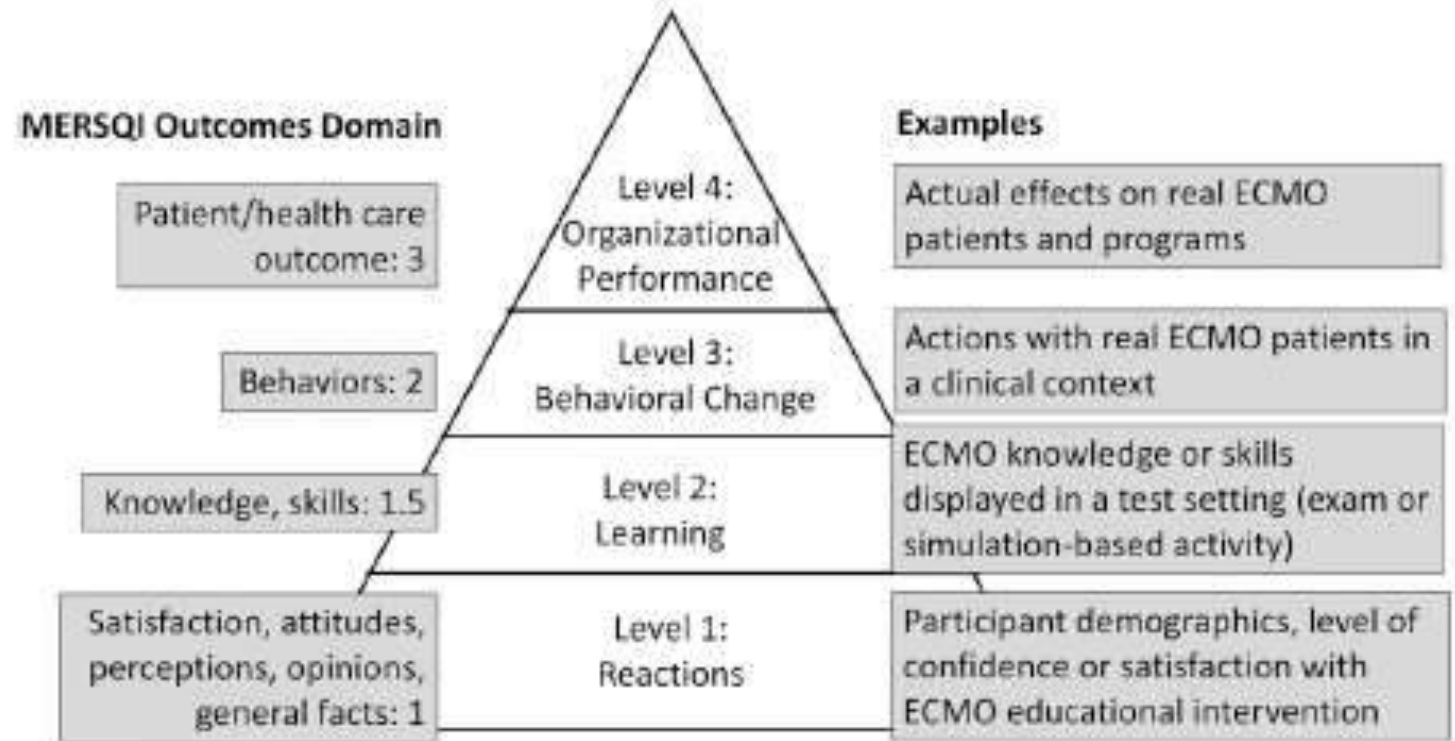 MERSQI Outcomes Domain
Patient/health care
outcome: 3
Behaviors: 2
Knowledge, skills: 1.5
Satisfaction, attitudes,
perceptions, opinions,
general facts: 1
Level 4:
Organizational
Performance
Level 3:
Behavioral Change
Level 2:
Learning
Level 1:
Reactions
Examples
Actual effects on real ECMO
patients and programs
Actions with real ECMO patients in
a clinical context
ECMO knowledge or skills
displayed in a test setting (exam or
simulation-based activity)
Participant demographics, level of
confidence or satisfaction with
ECMO educational intervention